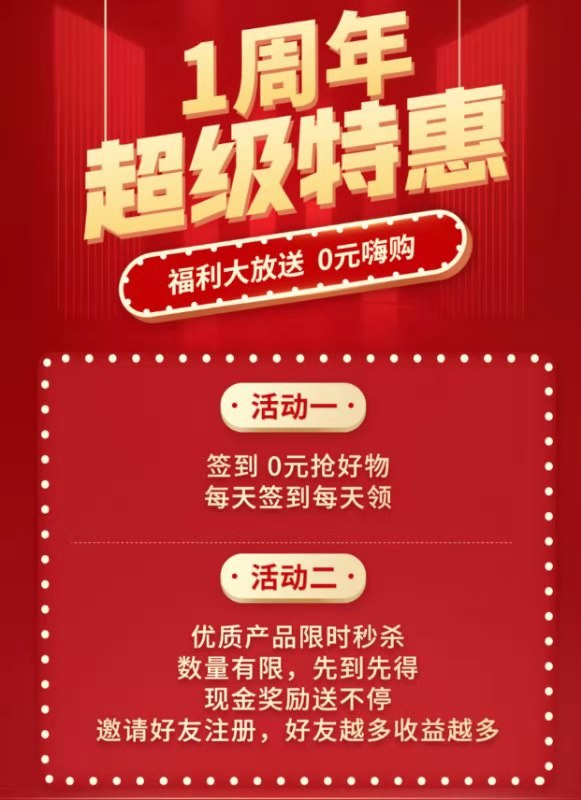 1周年
超级特惠
福利大放送 0元嗨购
活动一
签到 0元抢好物
每天签到每天领
活动二
优质产品限时秒杀
数量有限，先到先得
现金奖励送不停
邀请好友注册，好友越多收益越多